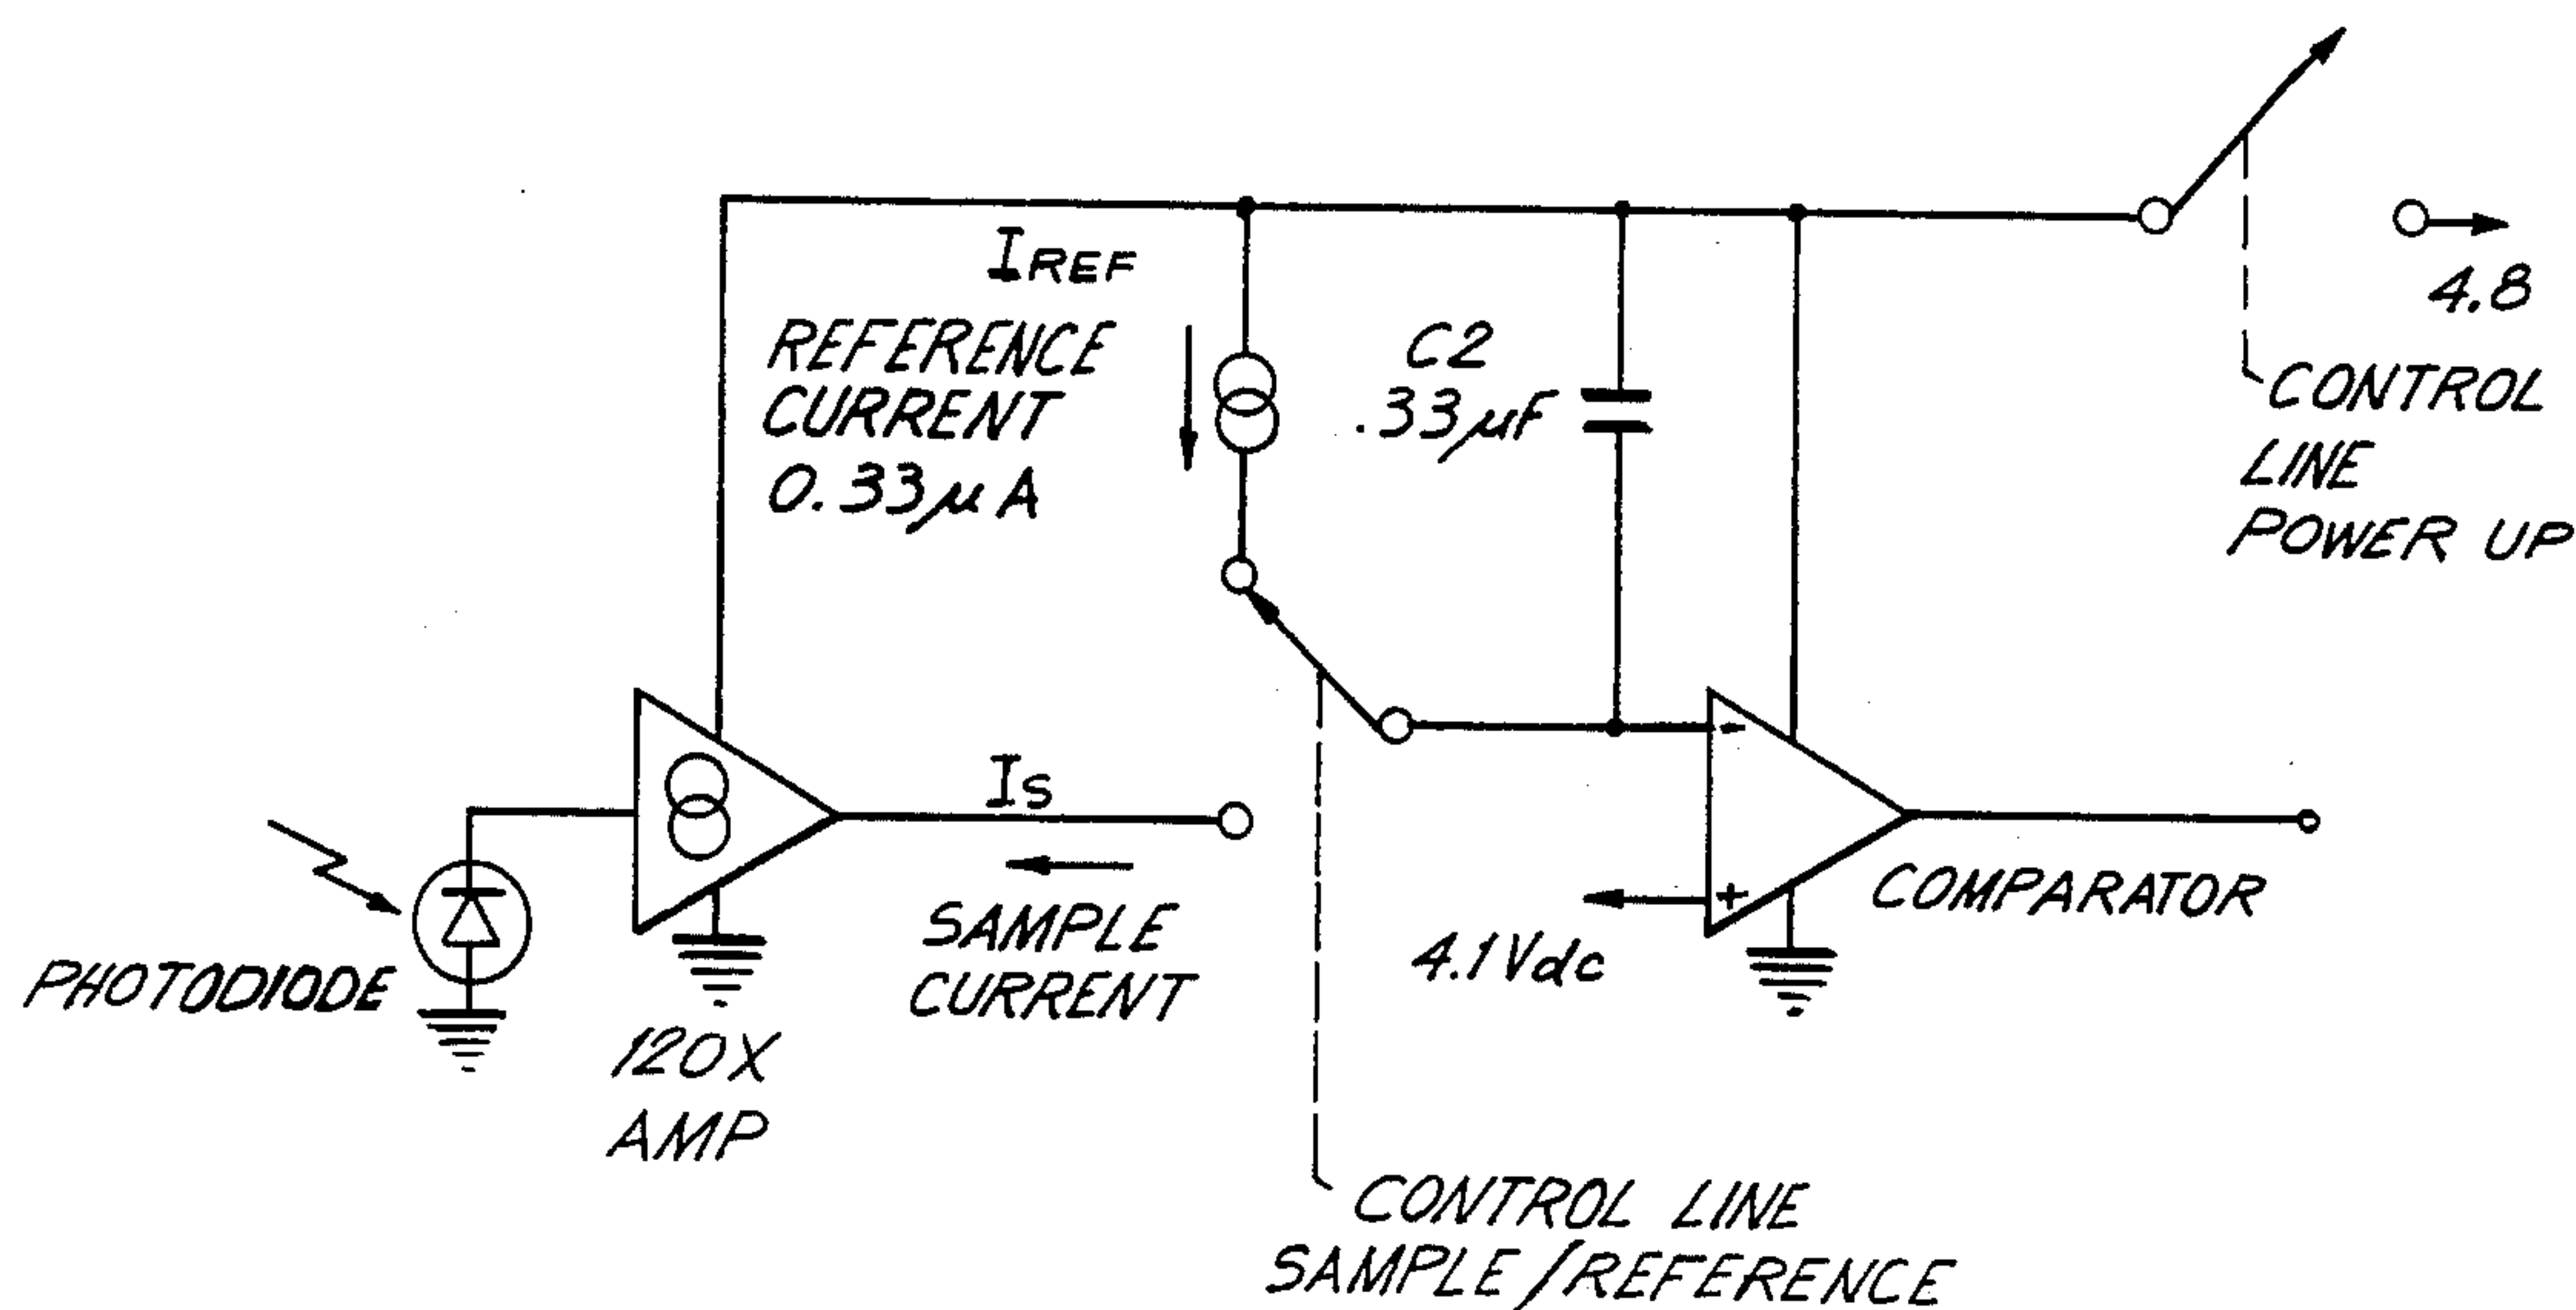 I REF
REFERENCE
CURRENT
0.33μA
C2
.33μF
4.8
CONTROL
LINE
POWER UP
Is
SAMPLE
CURRENT
-
+
4.1Vdc
COMPARATOR
PHOTODIODE
120X
AMP
CONTROL LINE
SAMPLE/REFERENCE